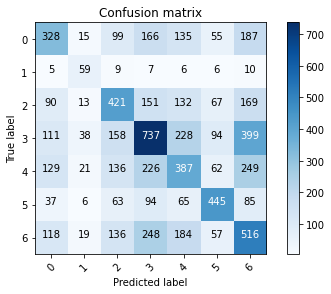 Confusion matrix
0 328 15 99 166 135 55 187
1 5 59 9 7 6 6 10
2 90 13 421 151 132 67 169
3 111 38 158 737 228 94 399
4 129 21 136 226 387 62 249
5 37 6 63 94 65 445 85
6 118 19 136 248 184 57 516
0 1 2 3 4 5 6
True label
Predicted label
700
600
500
400
300
200
100